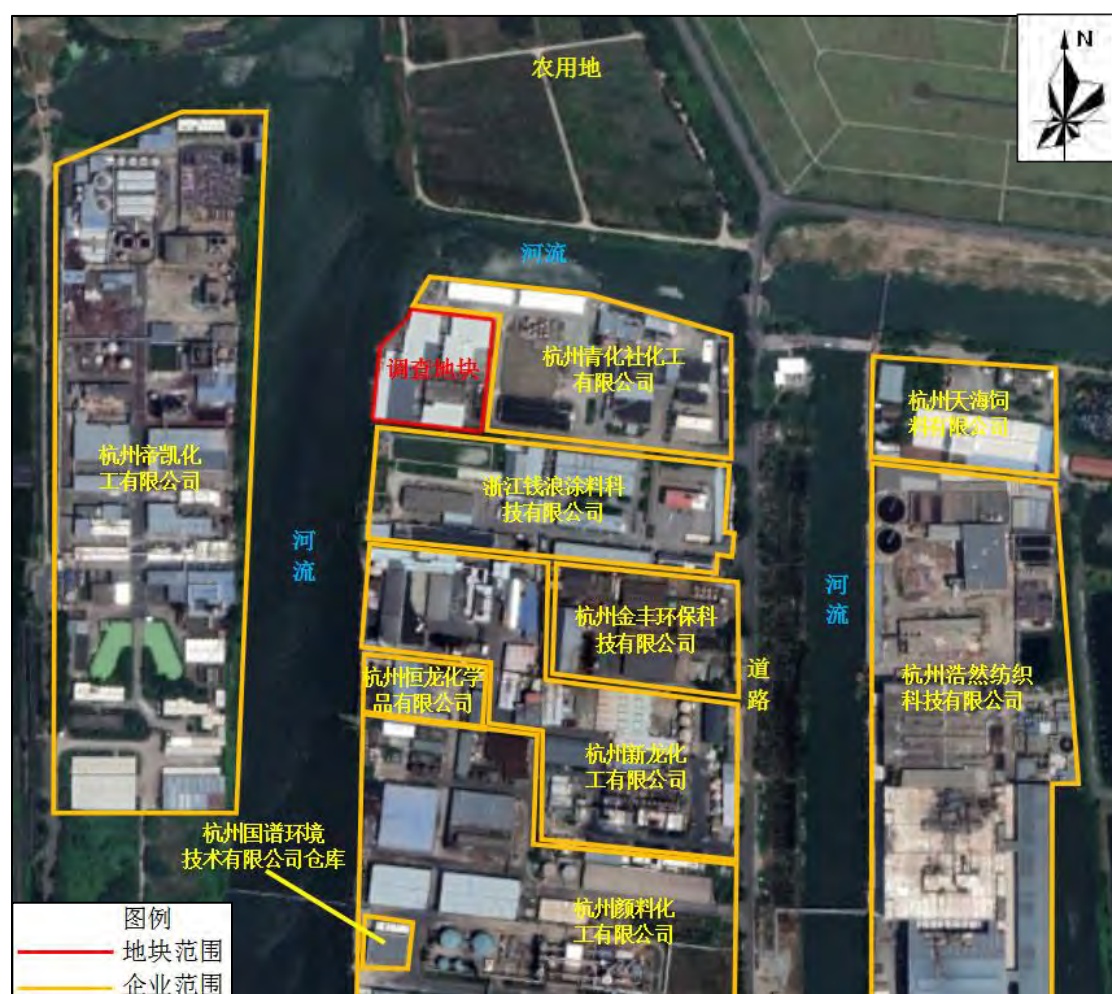 N
农用地
河流
杭州青化社化工
有限公司
调查地块
杭州天海饲
料有限公司
杭州帝凯化
工有限公司
浙江钱浪涂料科
技有限公司
河
流
河
流
杭州金丰环保科
技有限公司
道
路
杭州恒龙化学
品有限公司
杭州浩然纺织
科技有限公司
杭州新龙化
工有限公司
杭州国谱环境
技术有限公司仓库
杭州颜料化
工有限公司
图例
地块范围
企业范围